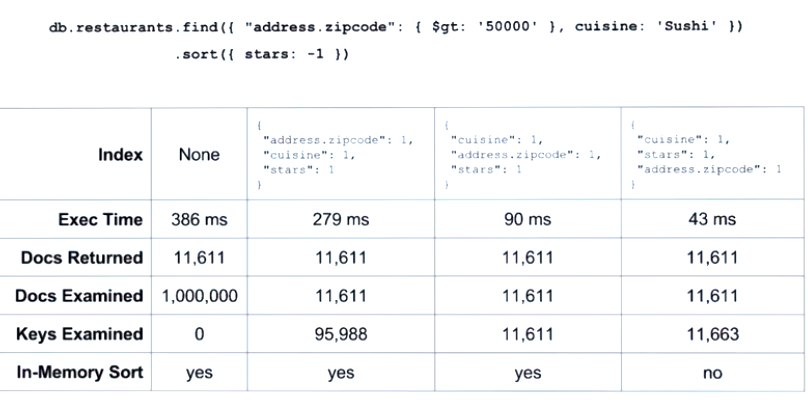 db.restaurants.find({ "address.zipcode": { $gt: '50000' }, cuisine: 'Sushi' })
.sort({ stars: -1 })
Index
None
{
"address.zipcode": 1,
"cuisine": 1,
"stars": 1
}
{
"cuisine": 1,
"address.zipcode": 1,
"stars": 1
}
{
"cuisine": 1,
"stars": 1,
"address.zipcode": 1
}
Exec Time 386 ms 279 ms 90 ms 43 ms
Docs Returned 11,611 11,611 11,611 11,611
Docs Examined 1,000,000 11,611 11,611 11,611
Keys Examined 0 95,988 11,611 11,663
In-Memory Sort yes yes yes no